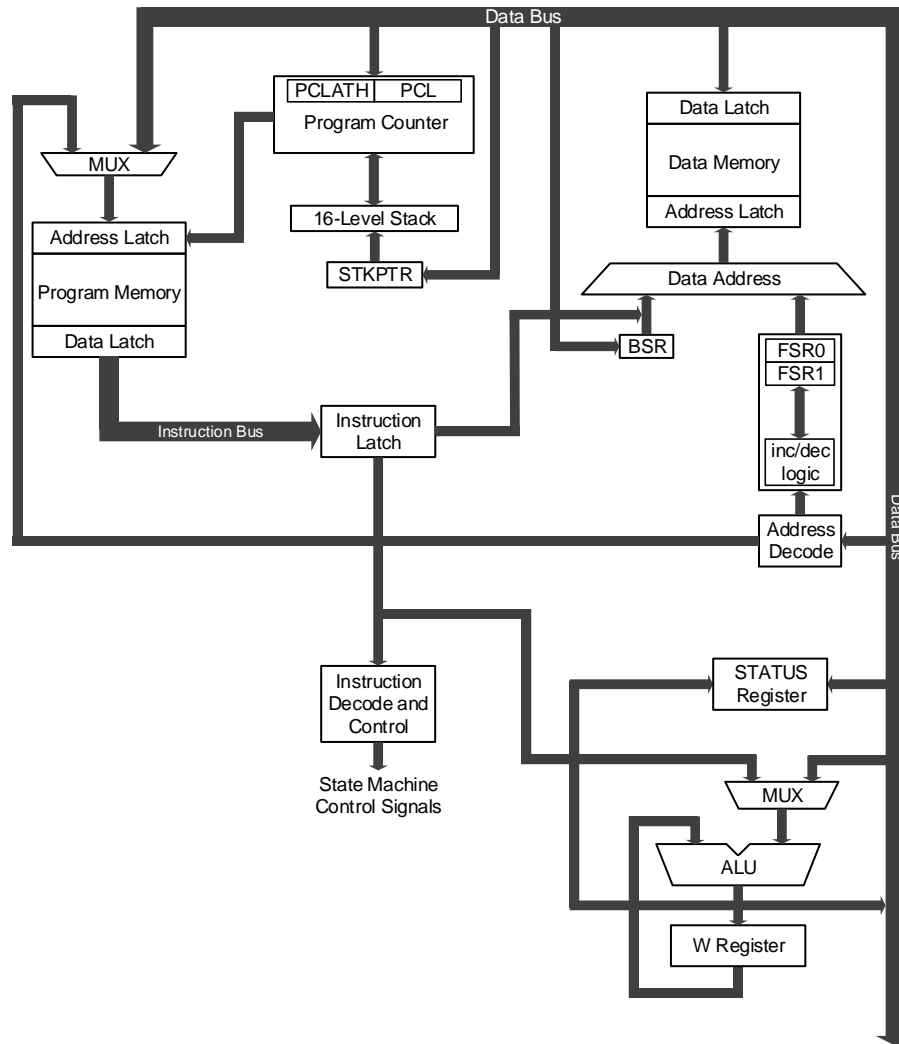 Data Bus
PCLATH
PCL
Program Counter
Data Latch
Data Memory
Address Latch
MUX
16-Level Stack
Address Latch
Program Memory
Data Latch
STKPTR
Data Address
BSR
FSR0
FSR1
inc/dec
logic
Instruction Bus
Instruction
Latch
Data Bus
Address
Decode
Instruction
Decode and
Control
STATUS
Register
State Machine
Control Signals
MUX
ALU
W Register